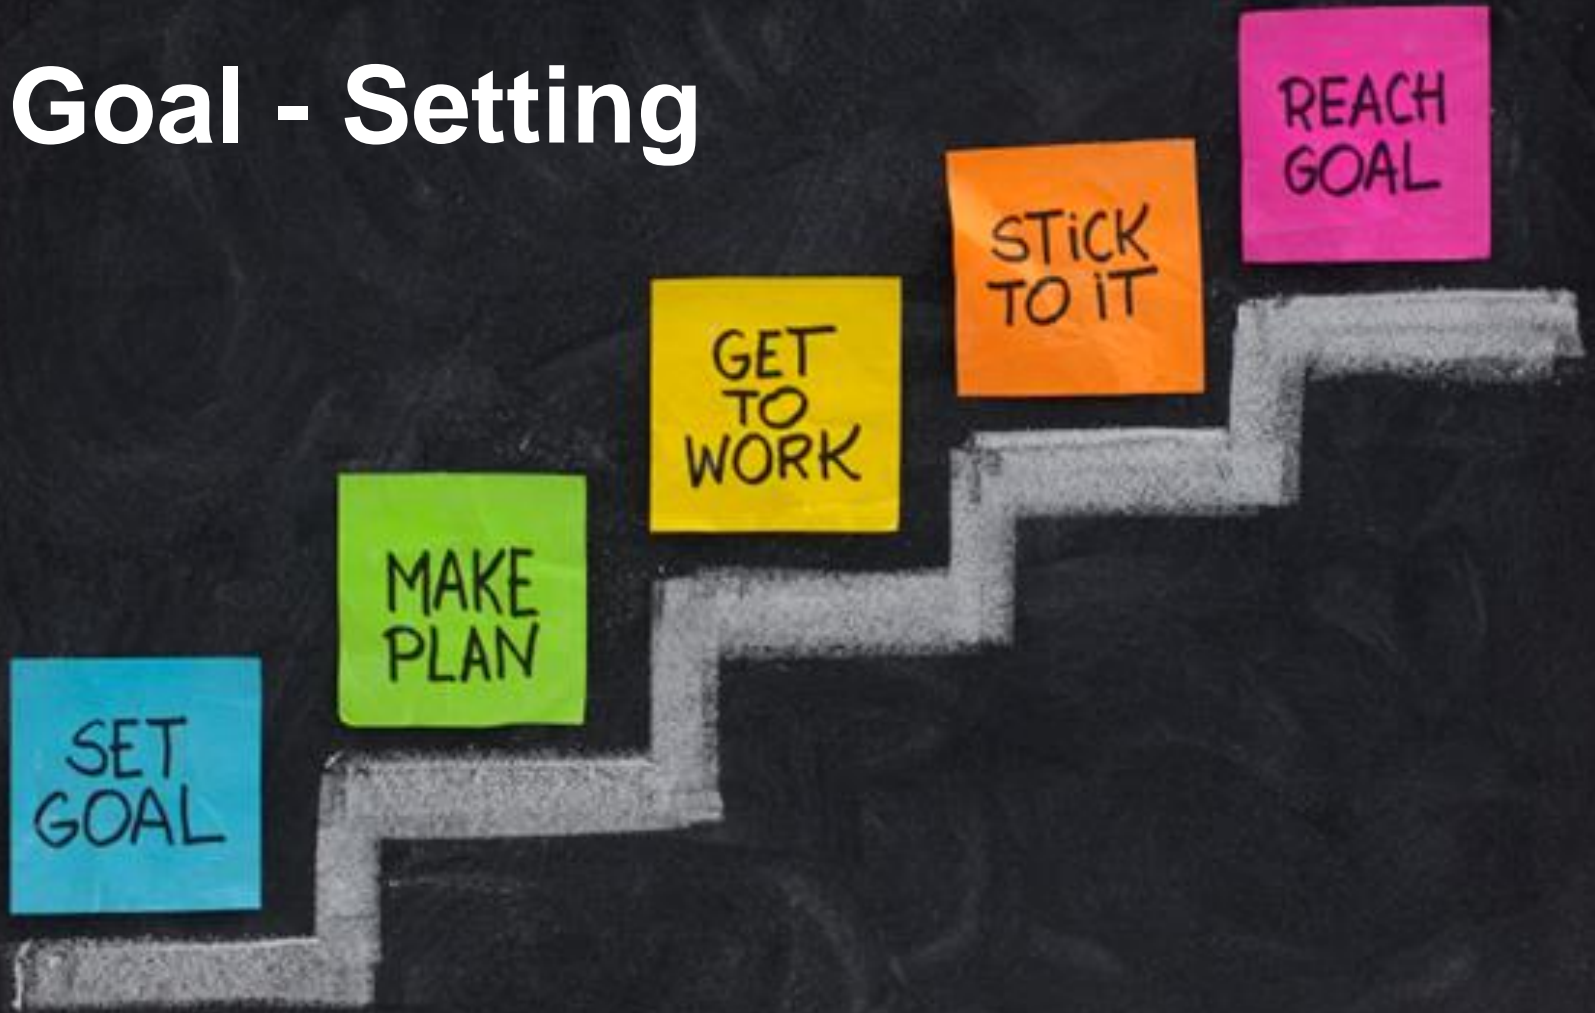 Goal - Setting
SET
GOAL
MAKE
PLAN
GET
TO
WORK
STiCK
TO iT
REACH
GOAL